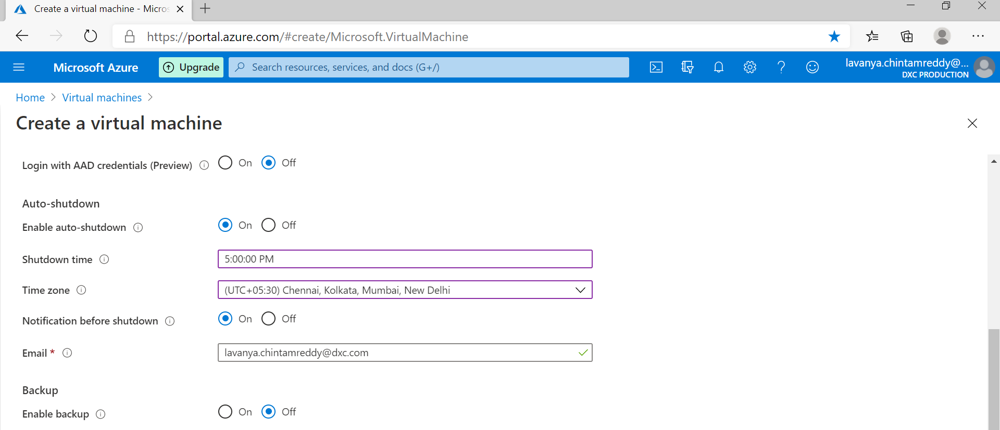 Create a virtual machine - Micros
https://portal.azure.com/#create/Microsoft.VirtualMachine
Microsoft Azure
Upgrade
Search resources, services, and docs (G+/)
lavanya.chintamreddy@...
DXC PRODUCTION
Home > Virtual machines >
Create a virtual machine
Login with AAD credentials (Preview) On Off
Auto-shutdown
Enable auto-shutdown On Off
Shutdown time 5:00:00 PM
Time zone (UTC+05:30) Chennai, Kolkata, Mumbai, New Delhi
Notification before shutdown On Off
Email * lavanya.chintamreddy@dxc.com
Backup
Enable backup On Off